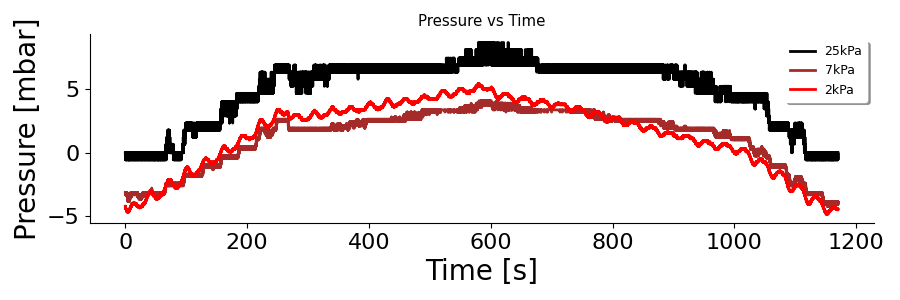 Pressure vs Time
Pressure [mbar]
5
0
−5
25kPa
7kPa
2kPa
0 200 400 600 800 1000 1200
Time [s]